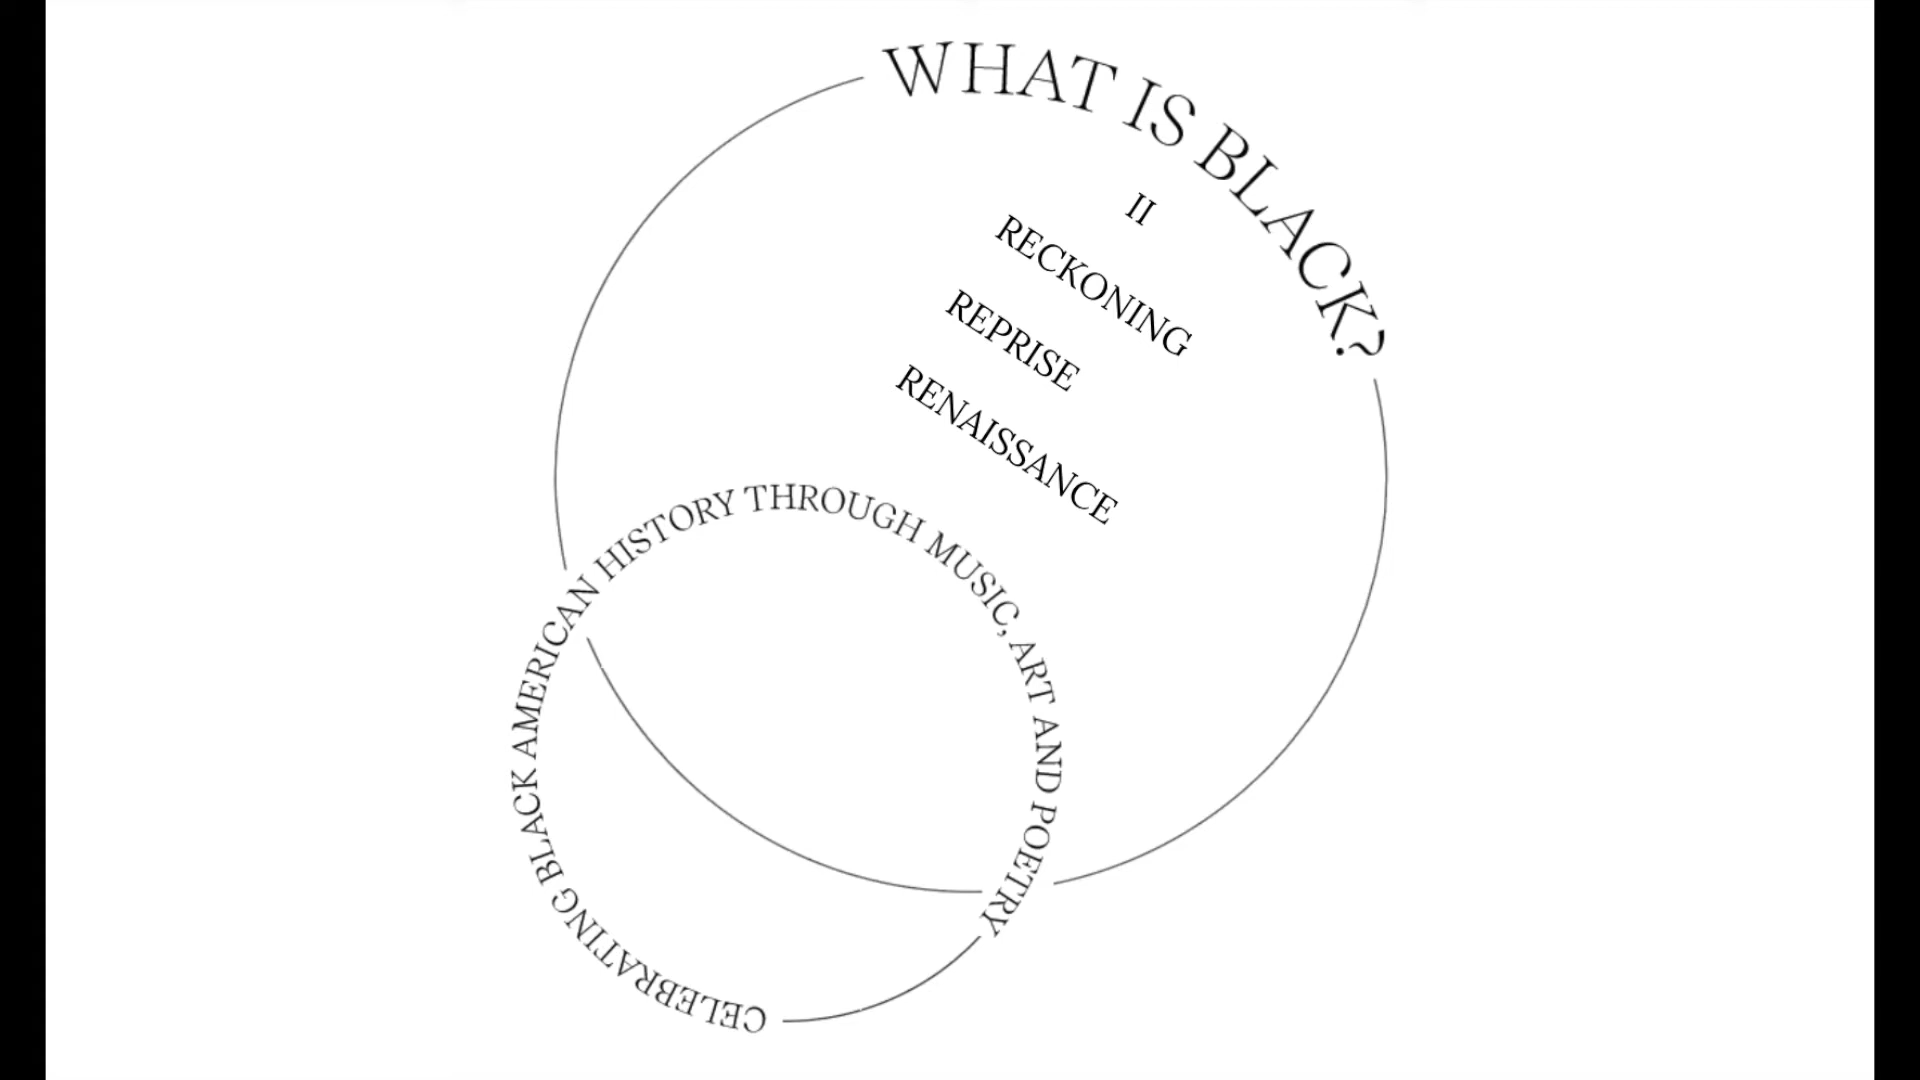 WHAT IS BLACK?
II
RECKONING
REPRISE
RENAISSANCE
CELEBRATING BLACK AMERICAN HISTORY THROUGH MUSIC, ART AND POETRY